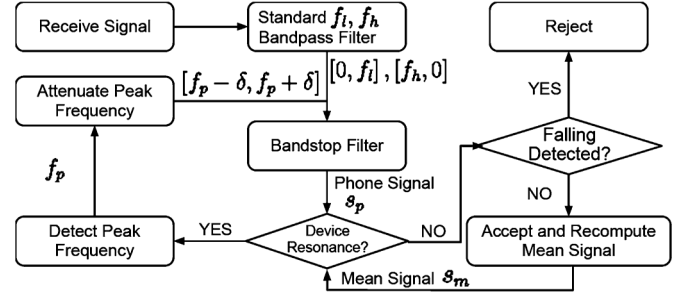 Receive Signal
Standard f_l, f_h
Bandpass Filter
Reject
[f_p − δ, f_p + δ]
[0, f_l] , [f_h, 0]
Attenuate Peak
Frequency
YES
Bandstop Filter
Falling
Detected?
f_p
Phone Signal
s_p
NO
Detect Peak
Frequency
YES
Device
Resonance?
NO
Accept and Recompute
Mean Signal
Mean Signal s_m